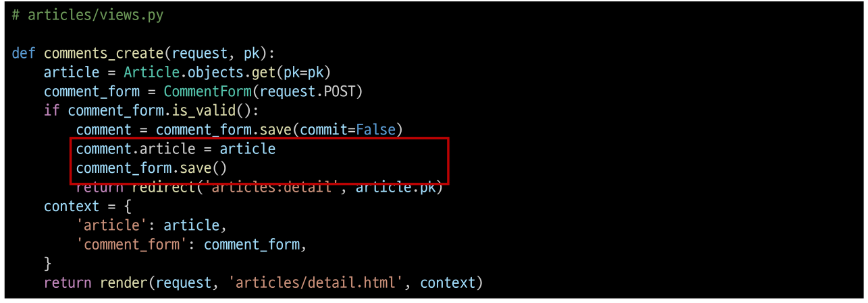 # articles/views.py
def comments_create(request, pk):
article = Article.objects.get(pk=pk)
comment_form = CommentForm(request.POST)
if comment_form.is_valid():
comment = comment_form.save(commit=False)
comment.article = article
comment_form.save()
return redirect('articles:detail', article.pk)
context = {
'article': article,
'comment_form': comment_form,
}
return render(request, 'articles/detail.html', context)